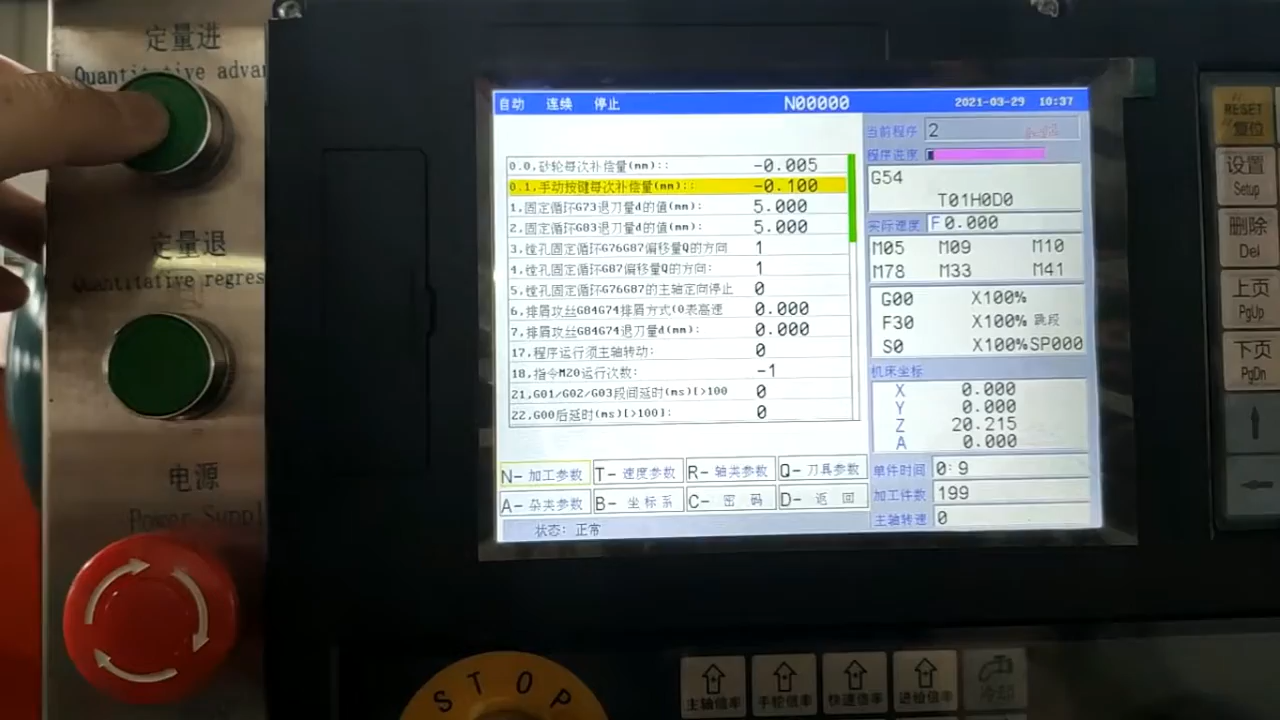 定量进
Quantitative advan
定量退
Quantitative regres
电源
Power Suppl
自动 连续 停止 N00000 2021-03-29 10:37
0.0,砂轮每次补偿量(mm):: -0.005
0.1,手动按键每次补偿量(mm):: -0.100
1,固定循环G73退刀量d的值(mm): 5.000
2,固定循环G83退刀量d的值(mm): 5.000
3,镗孔固定循环G76G87偏移量Q的方向 1
4,镗孔固定循环G87偏移量Q的方向: 1
5,镗孔固定循环G76G87的主轴定向停止 0
6,排屑攻丝G84G74排屑方式(0表高速 0.000
7,排屑攻丝G84G74退刀量d(mm): 0.000
17,程序运行须主轴转动: 0
18,指令M20运行次数: -1
21,G01/G02/G03段间延时(ms)[>100 0
22,G00后延时(ms)[>100]: 0
N- 加工参数 T- 速度参数 R- 轴类参数 Q- 刀具参数
A- 杂类参数 B- 坐标系 C- 密 码 D- 返 回
状态: 正常
当前程序 2
程序进度
G54
T01H0D0
实际速度 F0.000
M05 M09 M10
M78 M33 M41
G00 X100%
F30 X100% 跳段
S0 X100% SP000
机床坐标
X 0.000
Y 0.000
Z 20.215
A 0.000
单件时间 0: 9
加工件数 199
主轴转速 0
RESET
复位
设置
Setup
删除
Del
上页
PgUp
下页
PgDn
STOP
主轴倍率 手轮倍率 快速倍率 进给倍率 冷却